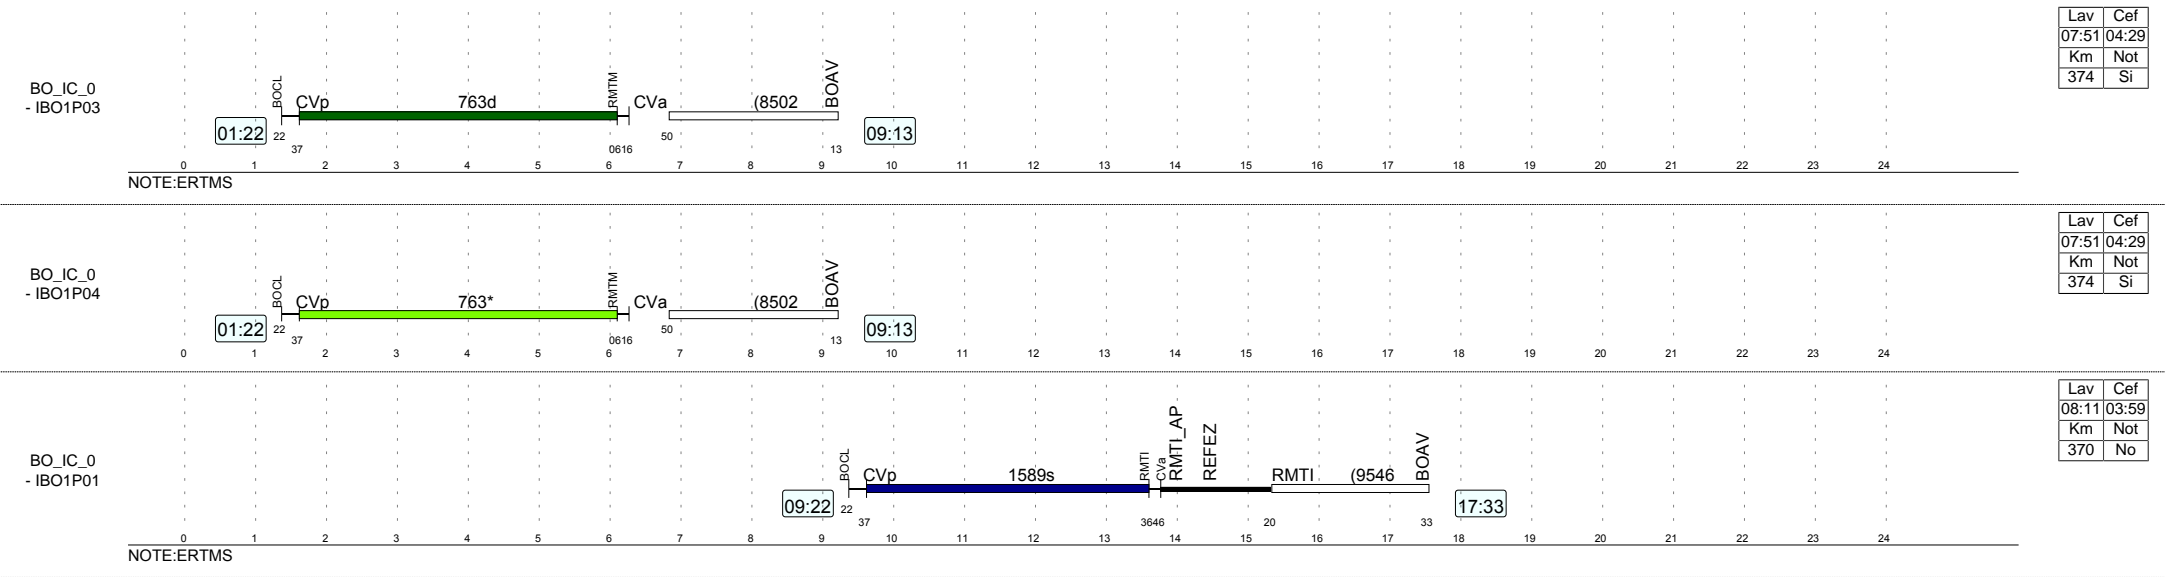 Lav Cef
07:51 04:29
Km Not
374 Si
BO_IC_0
- IBO1P03
BOCL CVp 763d RMTM CVa (8502 BOAV
01:22 22 37 0616 50 13 09:13
0 1 2 3 4 5 6 7 8 9 10 11 12 13 14 15 16 17 18 19 20 21 22 23 24
NOTE:ERTMS
Lav Cef
07:51 04:29
Km Not
374 Si
BO_IC_0
- IBO1P04
BOCL CVp 763* RMTM CVa (8502 BOAV
01:22 22 37 0616 50 13 09:13
0 1 2 3 4 5 6 7 8 9 10 11 12 13 14 15 16 17 18 19 20 21 22 23 24
Lav Cef
08:11 03:59
Km Not
370 No
BO_IC_0
- IBO1P01
BOCL CVp 1589s RMTI CVa RMTI_AP REFEZ RMTI (9546 BOAV
09:22 22 37 3646 20 33 17:33
0 1 2 3 4 5 6 7 8 9 10 11 12 13 14 15 16 17 18 19 20 21 22 23 24
NOTE:ERTMS